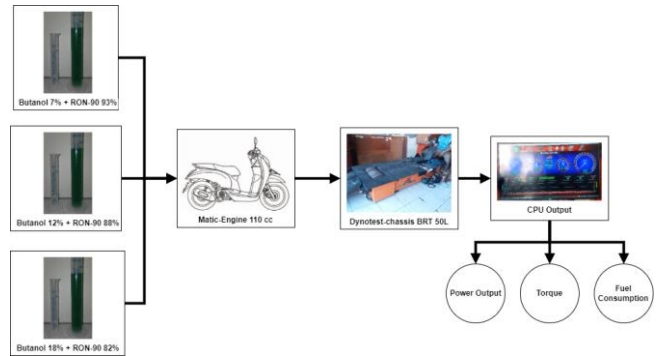 Butanol 7% + RON-90 93%
Butanol 12% + RON-90 88%
Butanol 18% + RON-90 82%
Matic-Engine 110 cc
Dynotest-chassis BRT 50L
CPU Output
Power Output
Torque
Fuel
Consumption